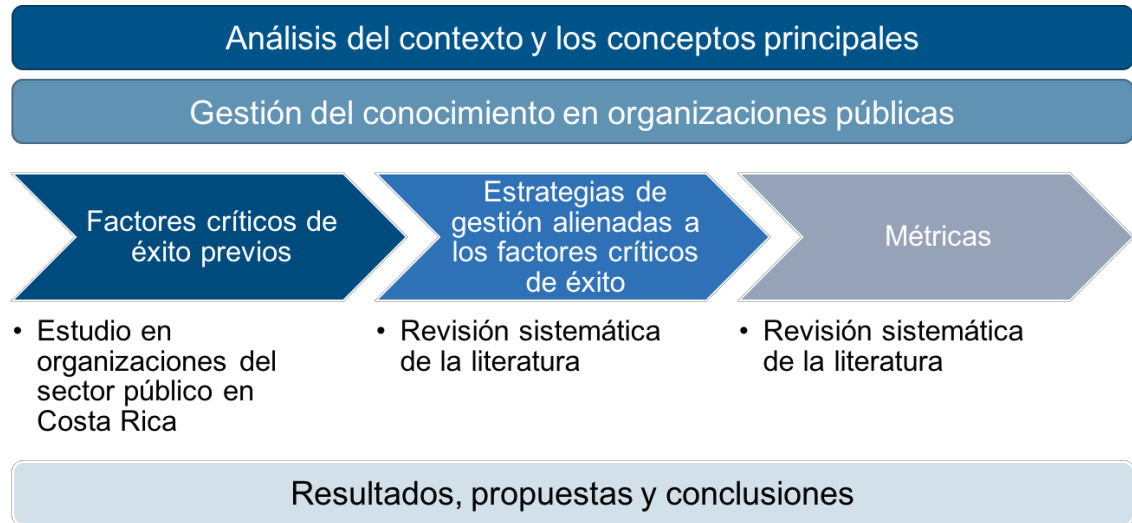 Análisis del contexto y los conceptos principales
Gestión del conocimiento en organizaciones públicas
Factores críticos de
éxito previos
Estrategias de
gestión alienadas a
los factores críticos
de éxito
Métricas
• Estudio en
organizaciones del
sector público en
Costa Rica
• Revisión sistemática
de la literatura
• Revisión sistemática
de la literatura
Resultados, propuestas y conclusiones